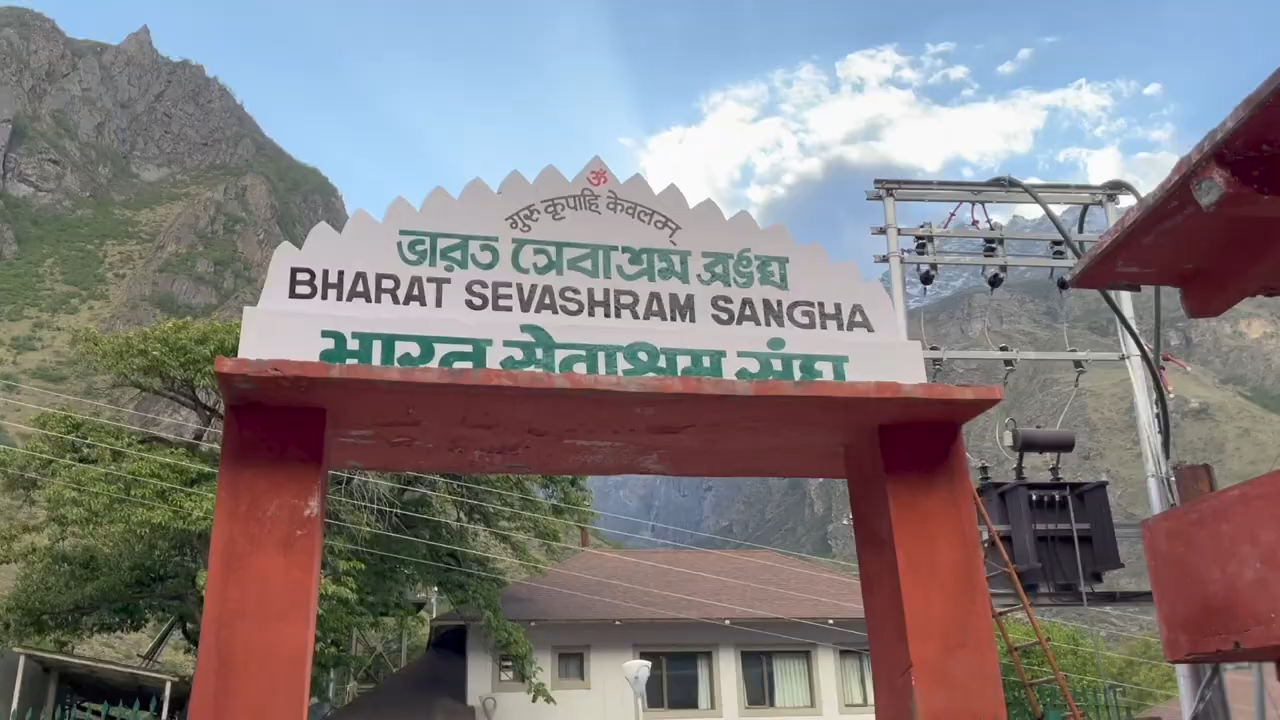 ॐ
गुरु कृपाहि केवलम्
ভারত সেবাশ্রম সঙ্ঘ
BHARAT SEVASHRAM SANGHA
भारत सेवाश्रम संघ